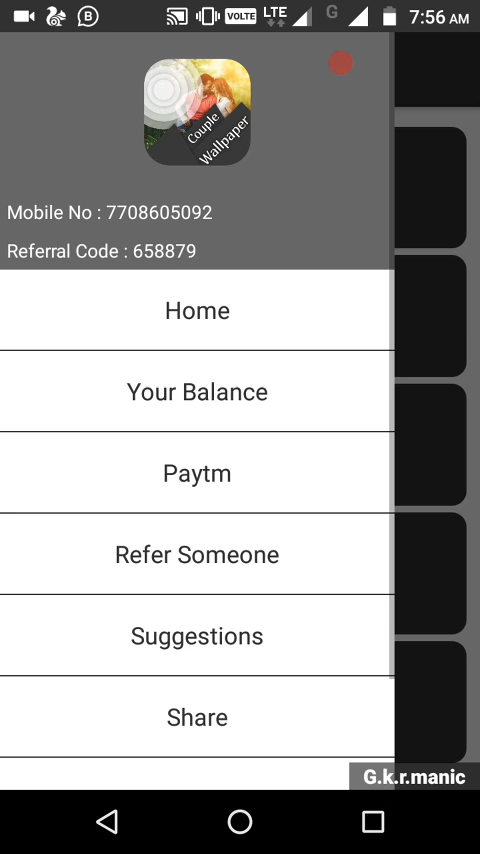 B VOLTE LTE G 7:56 AM
Couple
Wallpaper
Mobile No : 7708605092
Referral Code : 658879
Home
Your Balance
Paytm
Refer Someone
Suggestions
Share
G.k.r.manic